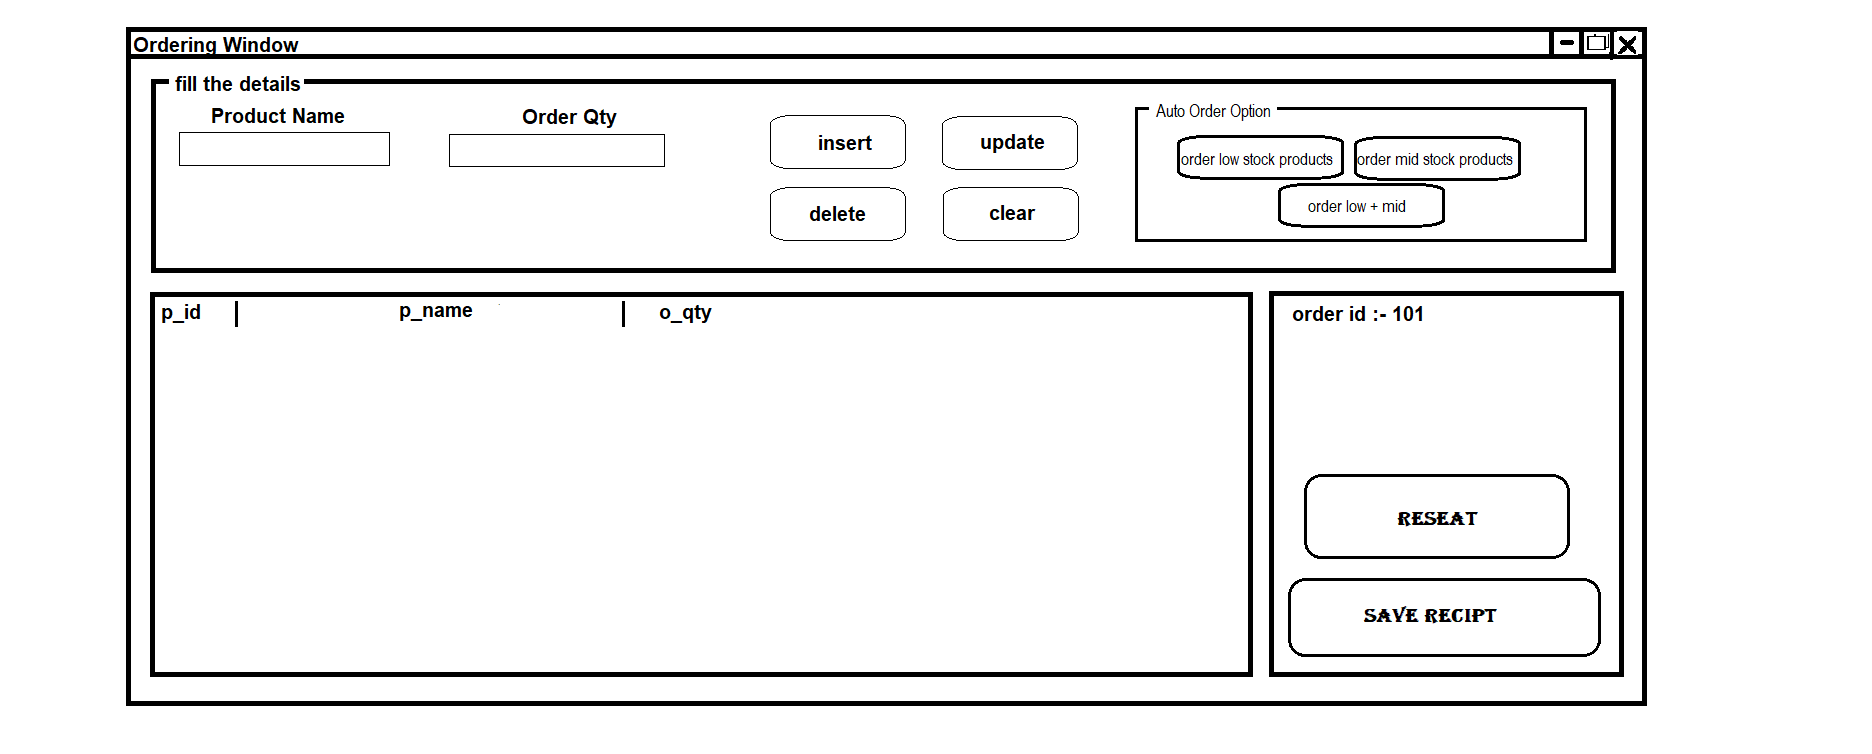 Ordering Window
fill the details
Product Name
Order Qty
insert
update
delete
clear
Auto Order Option
order low stock products
order mid stock products
order low + mid
p_id
p_name
o_qty
order id :- 101
RESEAT
SAVE RECIPT